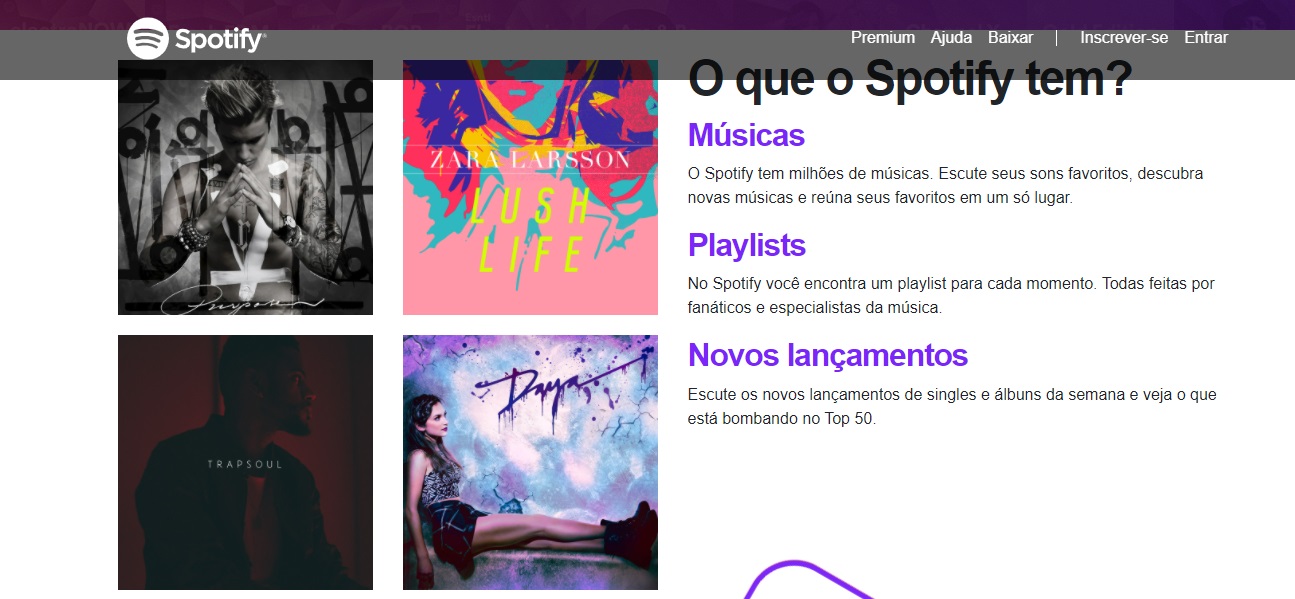 Spotify
Premium Ajuda Baixar | Inscrever-se Entrar
Purpose
ZARA LARSSON
LUSH
LIFE
TRAPSOUL
Daya
O que o Spotify tem?
Músicas
O Spotify tem milhões de músicas. Escute seus sons favoritos, descubra
novas músicas e reúna seus favoritos em um só lugar.
Playlists
No Spotify você encontra um playlist para cada momento. Todas feitas por
fanáticos e especialistas da música.
Novos lançamentos
Escute os novos lançamentos de singles e álbuns da semana e veja o que
está bombando no Top 50.